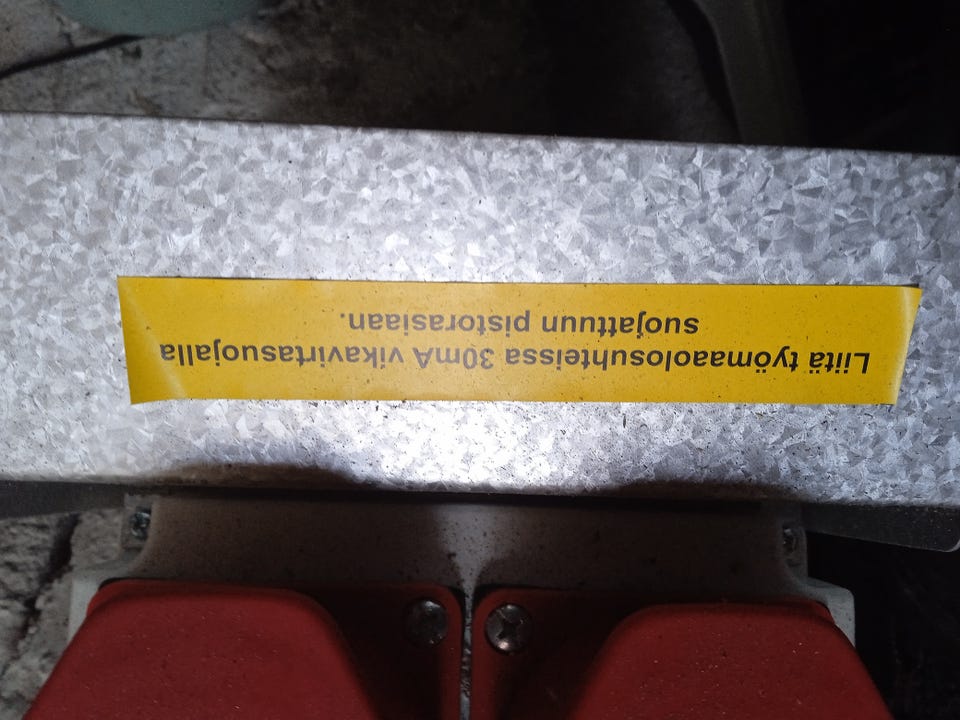 Liitä työmaaolosuhteissa 30mA vikavirtasuojalla
suojattuun pistorasiaan.